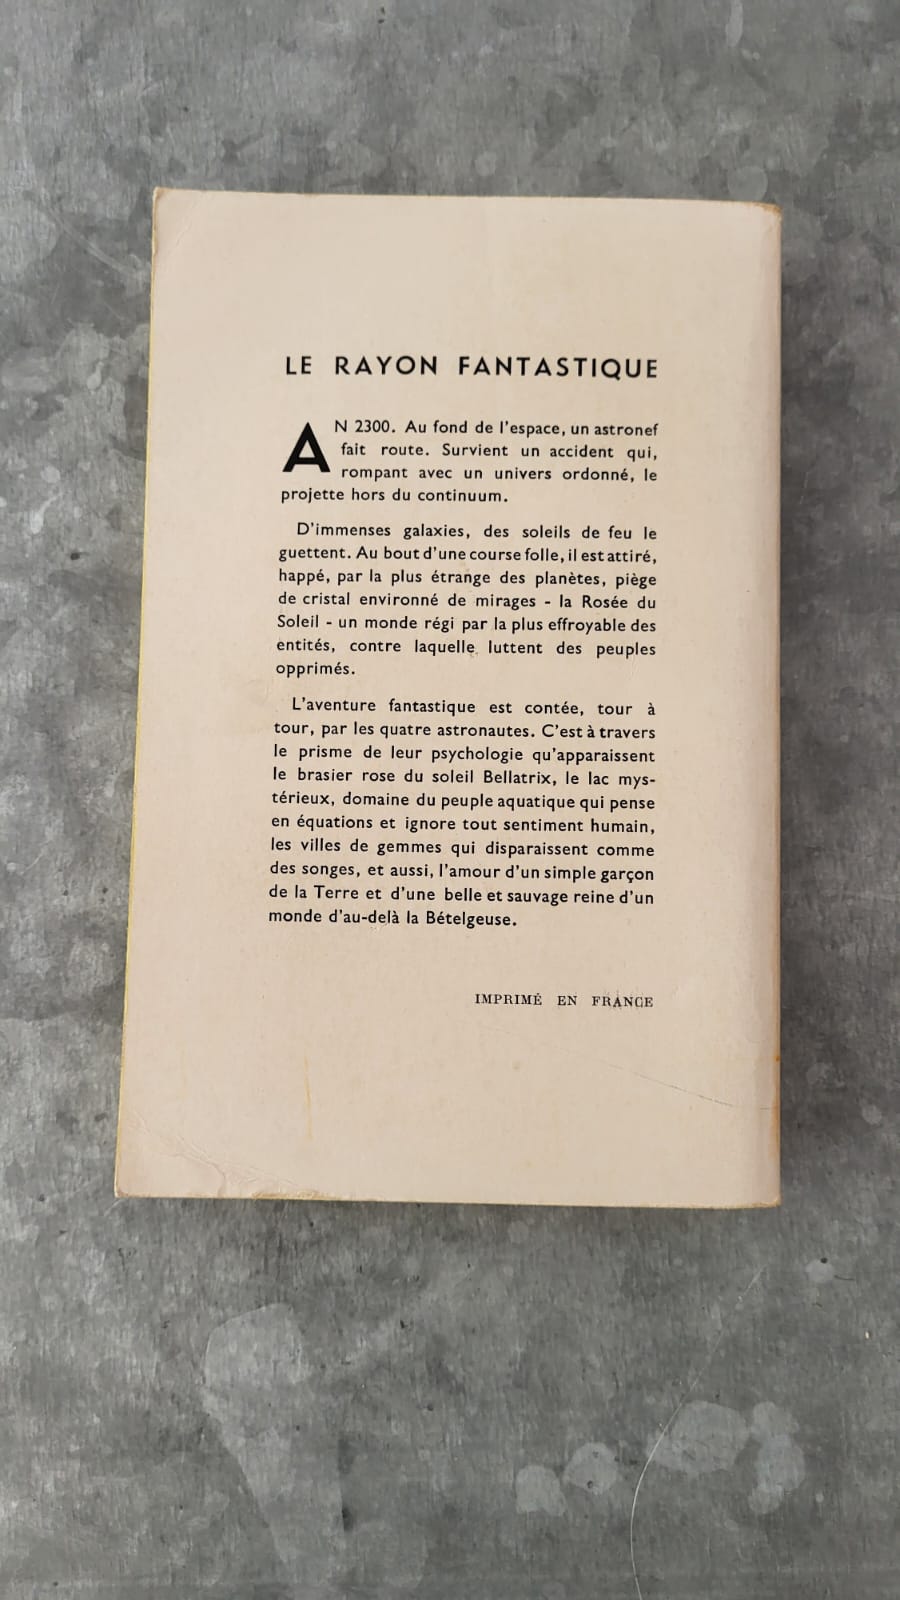 LE RAYON FANTASTIQUE
AN 2300. Au fond de l'espace, un astronef
fait route. Survient un accident qui,
rompant avec un univers ordonné, le
projette hors du continuum.
D'immenses galaxies, des soleils de feu le
guettent. Au bout d'une course folle, il est attiré,
happé, par la plus étrange des planètes, piège
de cristal environné de mirages - la Rosée du
Soleil - un monde régi par la plus effroyable des
entités, contre laquelle luttent des peuples
opprimés.
L'aventure fantastique est contée, tour à
tour, par les quatre astronautes. C'est à travers
le prisme de leur psychologie qu'apparaissent
le brasier rose du soleil Bellatrix, le lac mys-
térieux, domaine du peuple aquatique qui pense
en équations et ignore tout sentiment humain,
les villes de gemmes qui disparaissent comme
des songes, et aussi, l'amour d'un simple garçon
de la Terre et d'une belle et sauvage reine d'un
monde d'au-delà la Bételgeuse.
IMPRIMÉ EN FRANCE